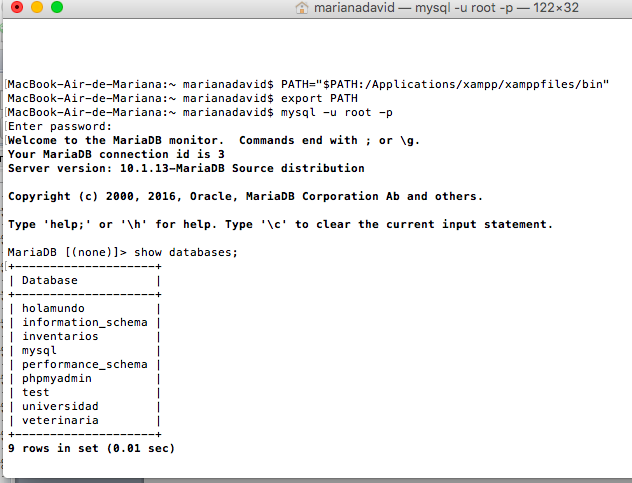 marianadavid — mysql -u root -p — 122×32
MacBook-Air-de-Mariana:~ marianadavid$ PATH="$PATH:/Applications/xampp/xamppfiles/bin"
MacBook-Air-de-Mariana:~ marianadavid$ export PATH
MacBook-Air-de-Mariana:~ marianadavid$ mysql -u root -p
Enter password:
Welcome to the MariaDB monitor.  Commands end with ; or \g.
Your MariaDB connection id is 3
Server version: 10.1.13-MariaDB Source distribution
Copyright (c) 2000, 2016, Oracle, MariaDB Corporation Ab and others.
Type 'help;' or '\h' for help. Type '\c' to clear the current input statement.
MariaDB [(none)]> show databases;
+--------------------+
| Database           |
+--------------------+
| holamundo          |
| information_schema |
| inventarios        |
| mysql              |
| performance_schema |
| phpmyadmin         |
| test               |
| universidad        |
| veterinaria        |
+--------------------+
9 rows in set (0.01 sec)